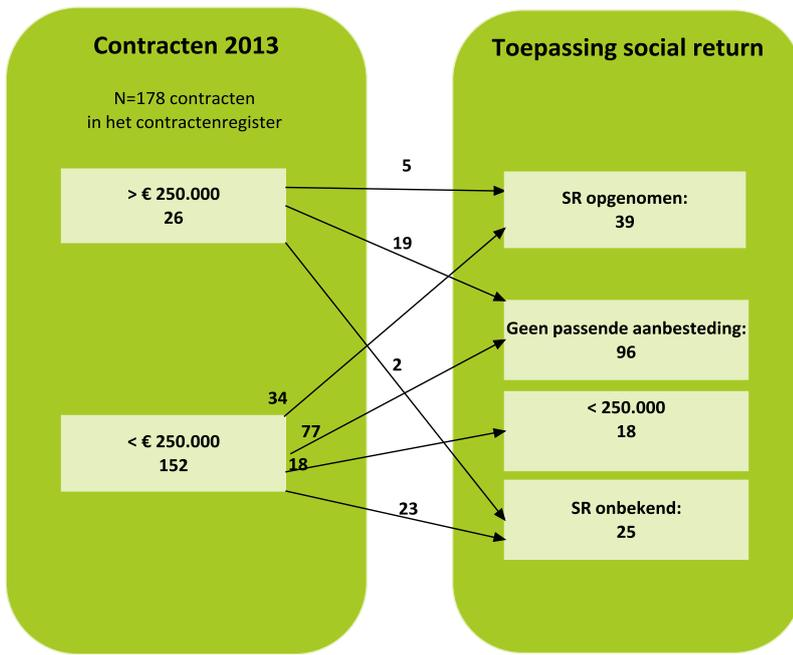 Contracten 2013
N=178 contracten
in het contractenregister
> € 250.000
26
< € 250.000
152
5
19
2
34
77
18
23
Toepassing social return
SR opgenomen:
39
Geen passende aanbesteding:
96
< 250.000
18
SR onbekend:
25